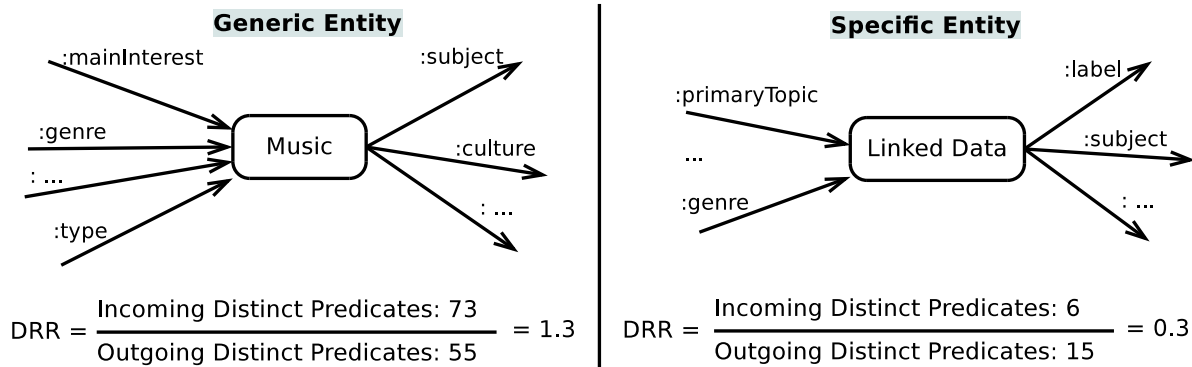 Generic Entity
:mainInterest
:subject
:genre
Music
:culture
: ...
: ...
:type
DRR = Incoming Distinct Predicates: 73
Outgoing Distinct Predicates: 55
= 1.3
Specific Entity
:label
:primaryTopic
:subject
...
Linked Data
:genre
: ...
DRR = Incoming Distinct Predicates: 6
Outgoing Distinct Predicates: 15
= 0.3